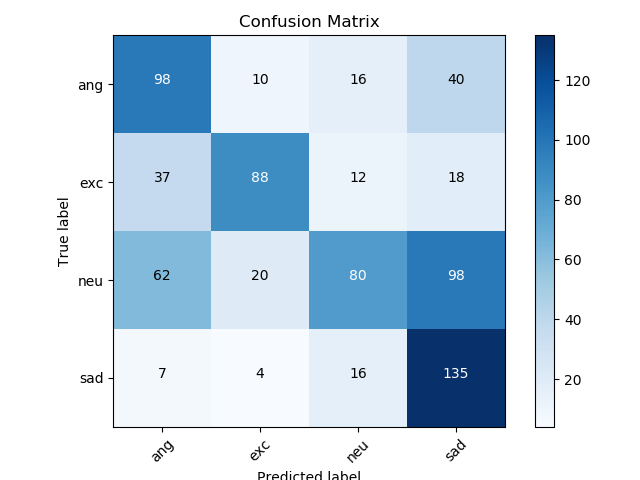 Confusion Matrix
ang 98 10 16 40
exc 37 88 12 18
neu 62 20 80 98
sad 7 4 16 135
ang exc neu sad
True label
Predicted label
120
100
80
60
40
20